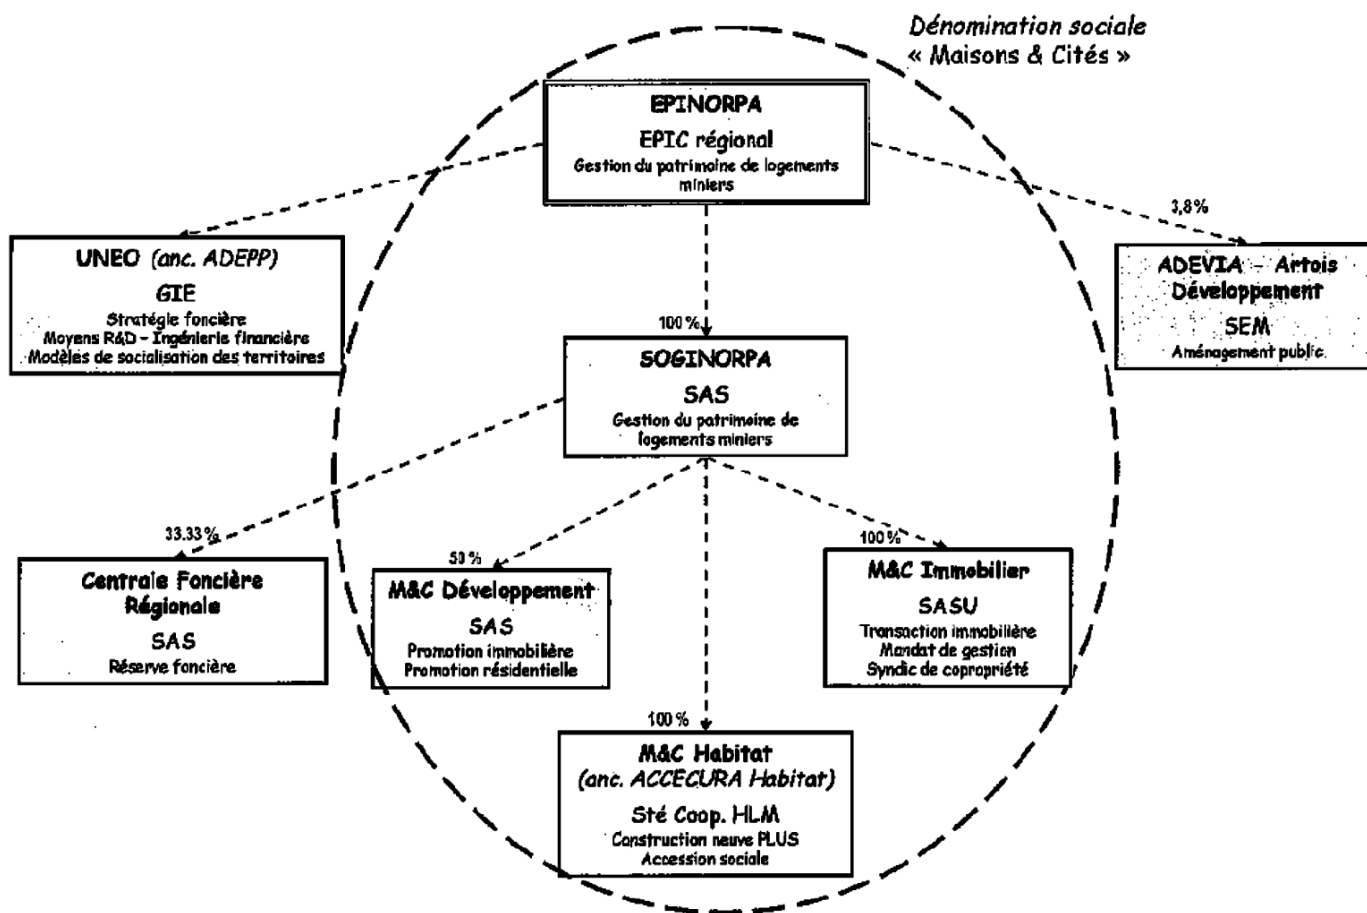 Dénomination sociale
« Maisons & Cités »
EPINORPA
EPIC régional
Gestion du patrimoine de logements
miniers
3,8%
UNEO (anc. ADEPP)
GIE
Stratégie foncière
Moyens R&D - Ingénierie financière
Modèles de socialisation des territoires
ADEVIA - Artois
Développement
SEM
Aménagement public
100 %
SOGINORPA
SAS
Gestion du patrimoine de
logements miniers
33.33 %
Centrale Foncière
Régionale
SAS
Réserve foncière
50 %
M&C Développement
SAS
Promotion immobilière
Promotion résidentielle
100 %
M&C Immobilier
SASU
Transaction immobilière
Mandat de gestion
Syndic de copropriété
100 %
M&C Habitat
(anc. ACCECURA Habitat)
Sté Coop. HLM
Construction neuve PLUS
Accession sociale